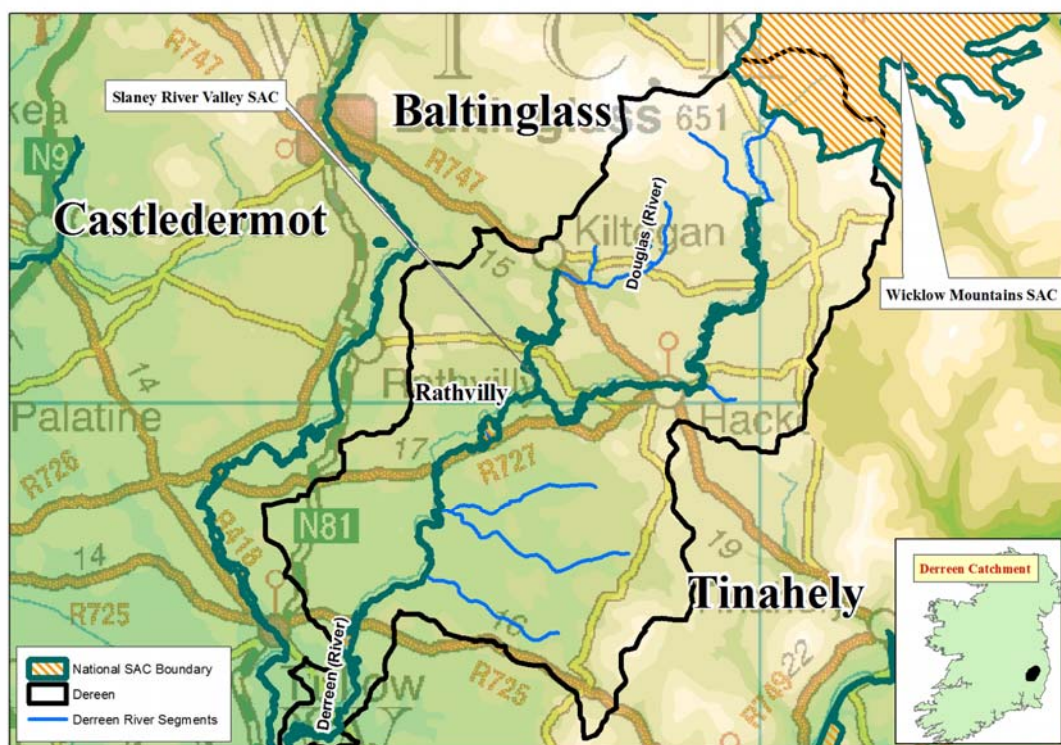 R747
W I C K
Slaney River Valley SAC
Baltinglass
Baltinglass 651
N9
R747
Castledermot
Kiltegan
15
Douglas (River)
Wicklow Mountains SAC
14
Rathvilly
Rathvilly
Palatine
Hacke
17
R726
R727
N81
R418
14
19
Tinahely
Derreen Catchment
R725
16
National SAC Boundary
Dereen
Derreen River Segments
Derreen (River)
R725
R749
22